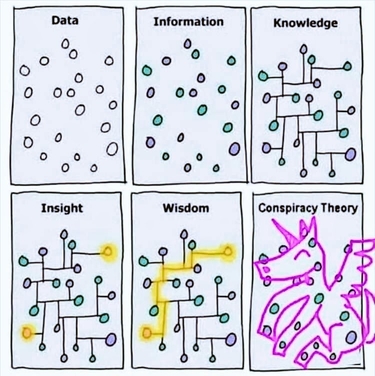 Data
Information
Knowledge
Insight
Wisdom
Conspiracy Theory